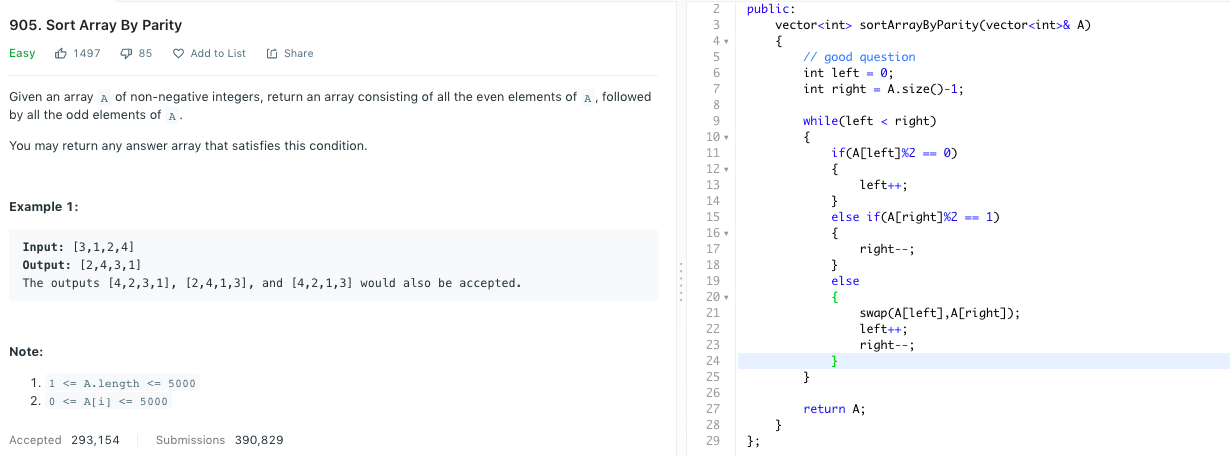 905. Sort Array By Parity
Easy 1497 85 Add to List Share
Given an array A of non-negative integers, return an array consisting of all the even elements of A , followed
by all the odd elements of A .
You may return any answer array that satisfies this condition.
Example 1:
Input: [3,1,2,4]
Output: [2,4,3,1]
The outputs [4,2,3,1], [2,4,1,3], and [4,2,1,3] would also be accepted.
Note:
1. 1 <= A.length <= 5000
2. 0 <= A[i] <= 5000
Accepted 293,154 Submissions 390,829
2 public:
3     vector<int> sortArrayByParity(vector<int>& A)
4     {
5         // good question
6         int left = 0;
7         int right = A.size()-1;
8
9         while(left < right)
10         {
11             if(A[left]%2 == 0)
12             {
13                 left++;
14             }
15             else if(A[right]%2 == 1)
16             {
17                 right--;
18             }
19             else
20             {
21                 swap(A[left],A[right]);
22                 left++;
23                 right--;
24             }
25         }
26
27         return A;
28     }
29 };